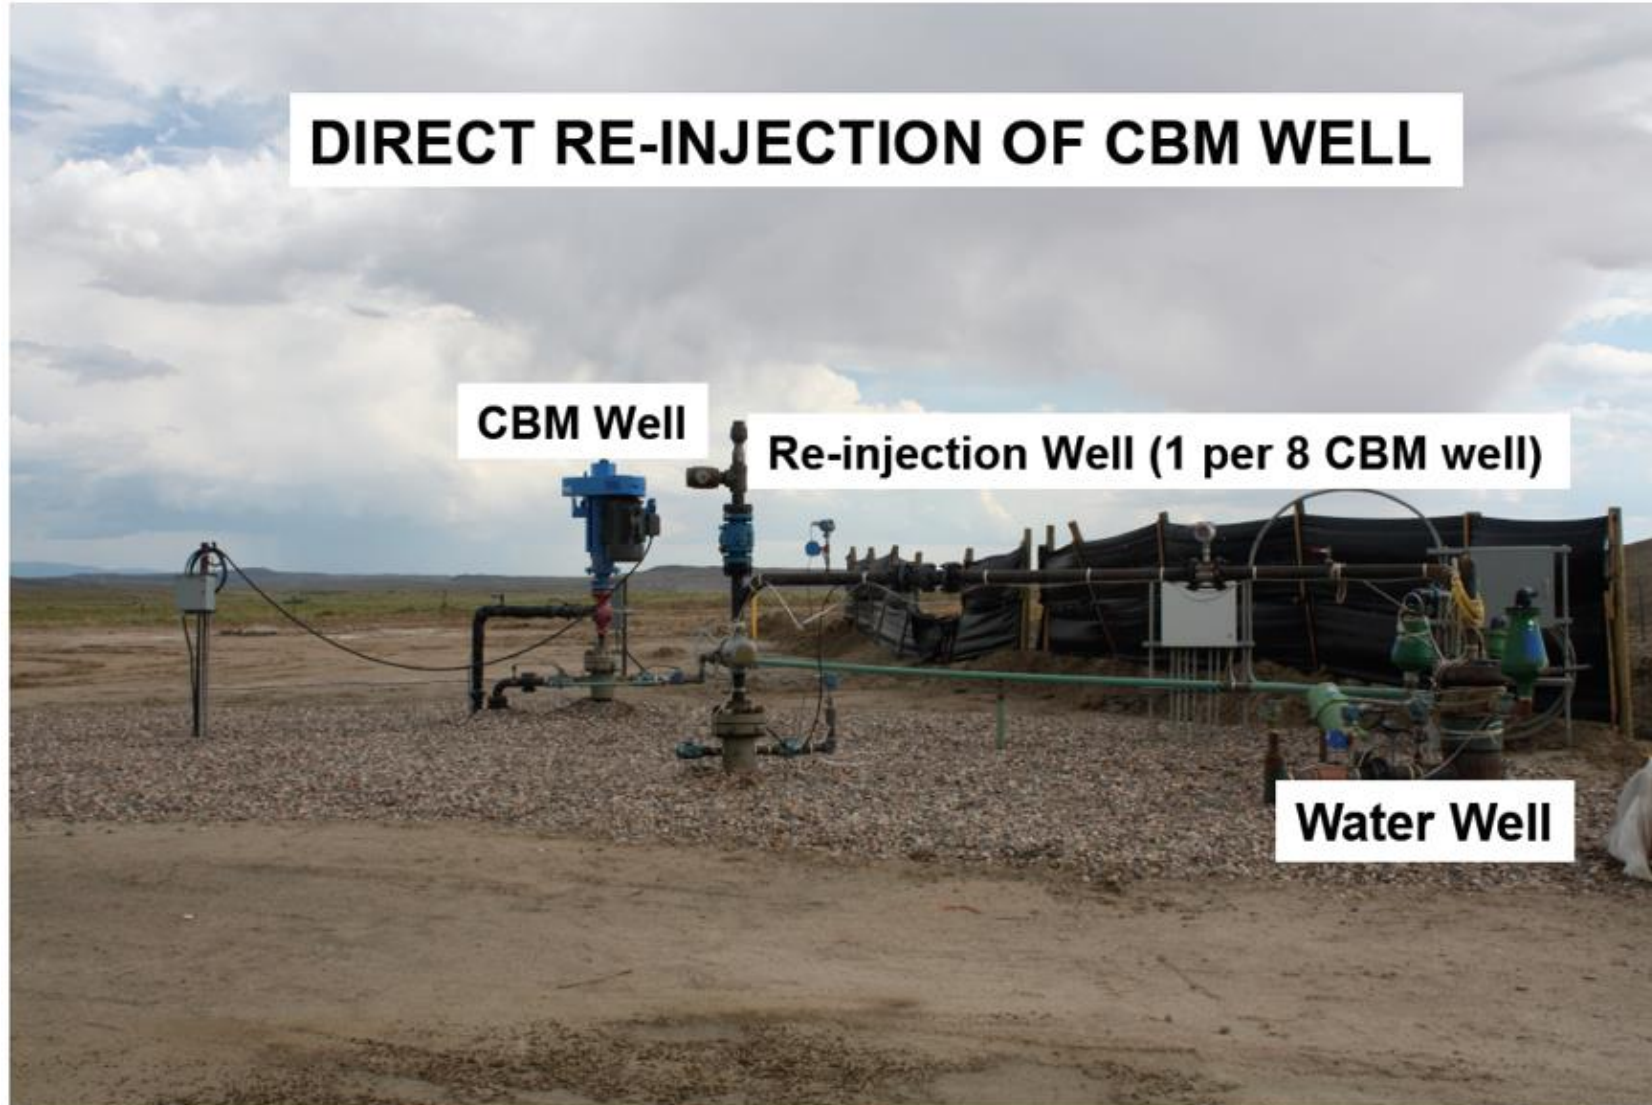 DIRECT RE-INJECTION OF CBM WELL
CBM Well
Re-injection Well (1 per 8 CBM well)
Water Well